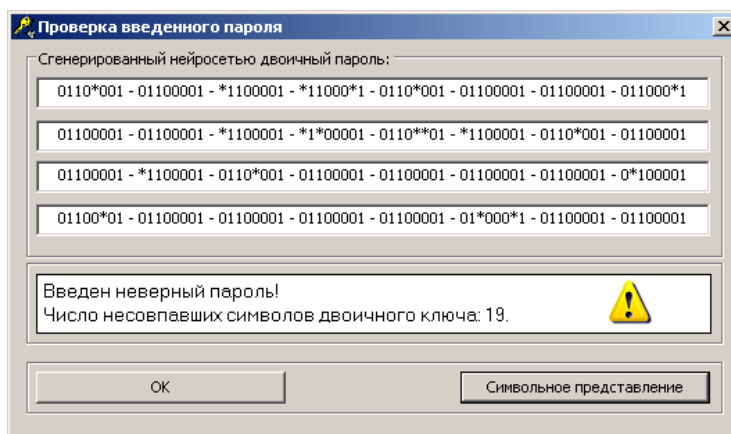 Проверка введенного пароля
Сгенерированный нейросетью двоичный пароль:
0110*001 - 01100001 - *1100001 - *11000*1 - 0110*001 - 01100001 - 01100001 - 011000*1
01100001 - 01100001 - *1100001 - *1*00001 - 0110**01 - *1100001 - 0110*001 - 01100001
01100001 - *1100001 - 0110*001 - 01100001 - 01100001 - 01100001 - 01100001 - 0*100001
01100*01 - 01100001 - 01100001 - 01100001 - 01100001 - 01*000*1 - 01100001 - 01100001
Введен неверный пароль!
Число несовпавших символов двоичного ключа: 19.
OK
Символьное представление